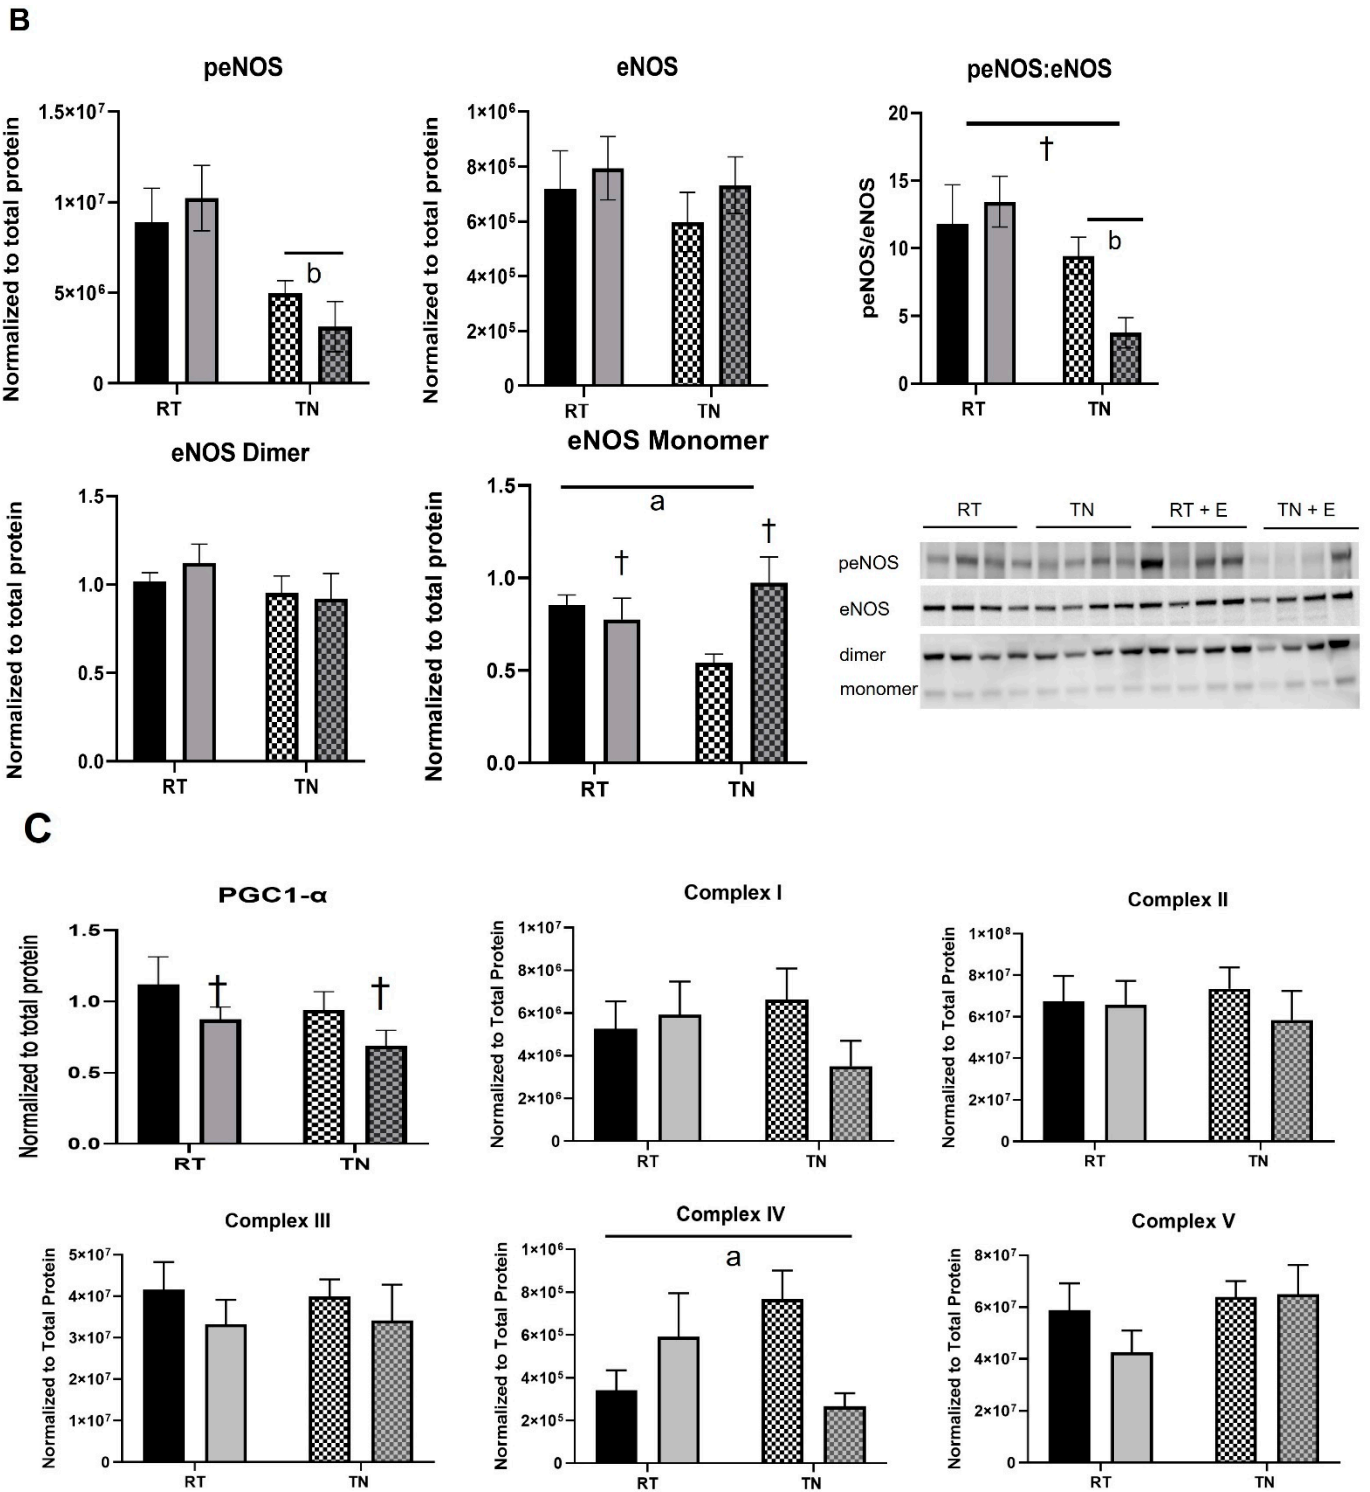 B
peNOS
Normalized to total protein
1.5×10⁷
1×10⁷
5×10⁶
0
b
RT
TN
eNOS
Normalized to total protein
1×10⁶
8×10⁵
6×10⁵
4×10⁵
2×10⁵
0
RT
TN
peNOS:eNOS
peNOS/eNOS
20
15
10
5
0
†
b
RT
TN
eNOS Dimer
Normalized to total protein
1.5
1.0
0.5
0.0
RT
TN
eNOS Monomer
Normalized to total protein
1.5
1.0
0.5
0.0
a
†
†
RT
TN
RT
TN
RT + E
TN + E
peNOS
eNOS
dimer
monomer
C
PGC1-α
Normalized to total protein
1.5
1.0
0.5
0.0
†
†
RT
TN
Complex I
Normalized to Total Protein
1×10⁷
8×10⁶
6×10⁶
4×10⁶
2×10⁶
0
RT
TN
Complex II
Normalized to Total Protein
1×10⁸
8×10⁷
6×10⁷
4×10⁷
2×10⁷
0
RT
TN
Complex III
Normalized to Total Protein
5×10⁷
4×10⁷
3×10⁷
2×10⁷
1×10⁷
0
RT
TN
Complex IV
Normalized to Total Protein
1×10⁶
8×10⁵
6×10⁵
4×10⁵
2×10⁵
0
a
RT
TN
Complex V
Normalized to Total Protein
8×10⁷
6×10⁷
4×10⁷
2×10⁷
0
RT
TN